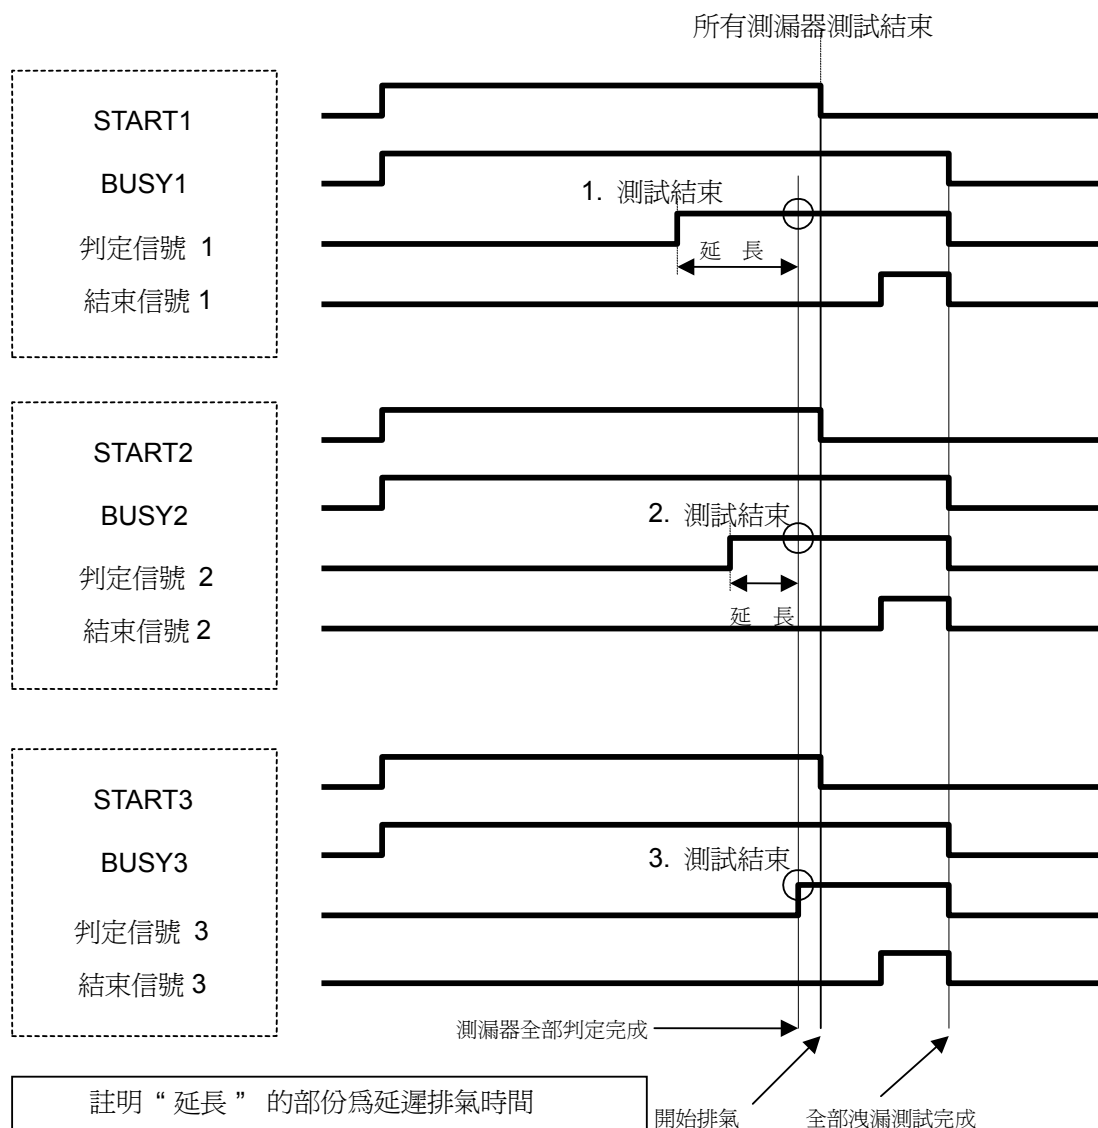 所有測漏器測試結束
START1
BUSY1
判定信號 1
結束信號 1
1. 測試結束
延 長
START2
BUSY2
判定信號 2
結束信號 2
2. 測試結束
延 長
START3
BUSY3
判定信號 3
結束信號 3
3. 測試結束
測漏器全部判定完成
註明“延長” 的部份爲延遲排氣時間
開始排氣
全部洩漏測試完成